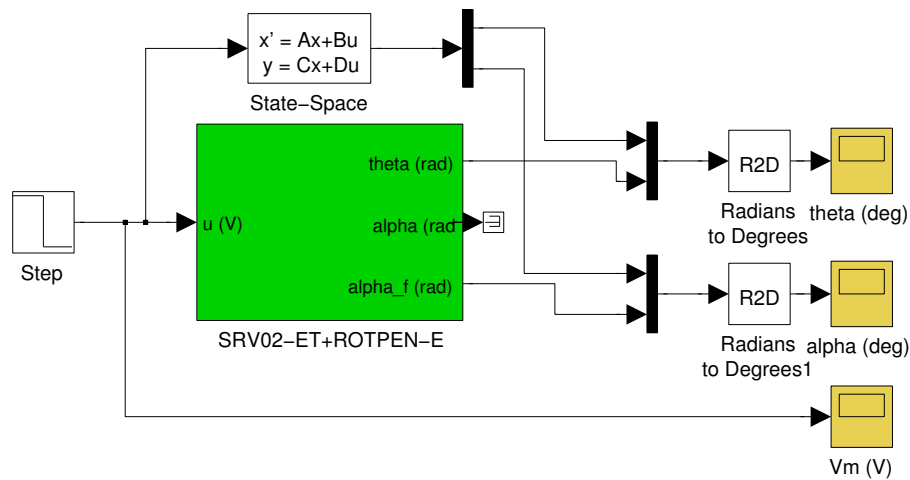 x' = Ax+Bu
y = Cx+Du
State−Space
theta (rad)
u (V)
alpha (rad
alpha_f (rad)
SRV02−ET+ROTPEN−E
Step
R2D
Radians
to Degrees
theta (deg)
R2D
Radians
to Degrees1
alpha (deg)
Vm (V)